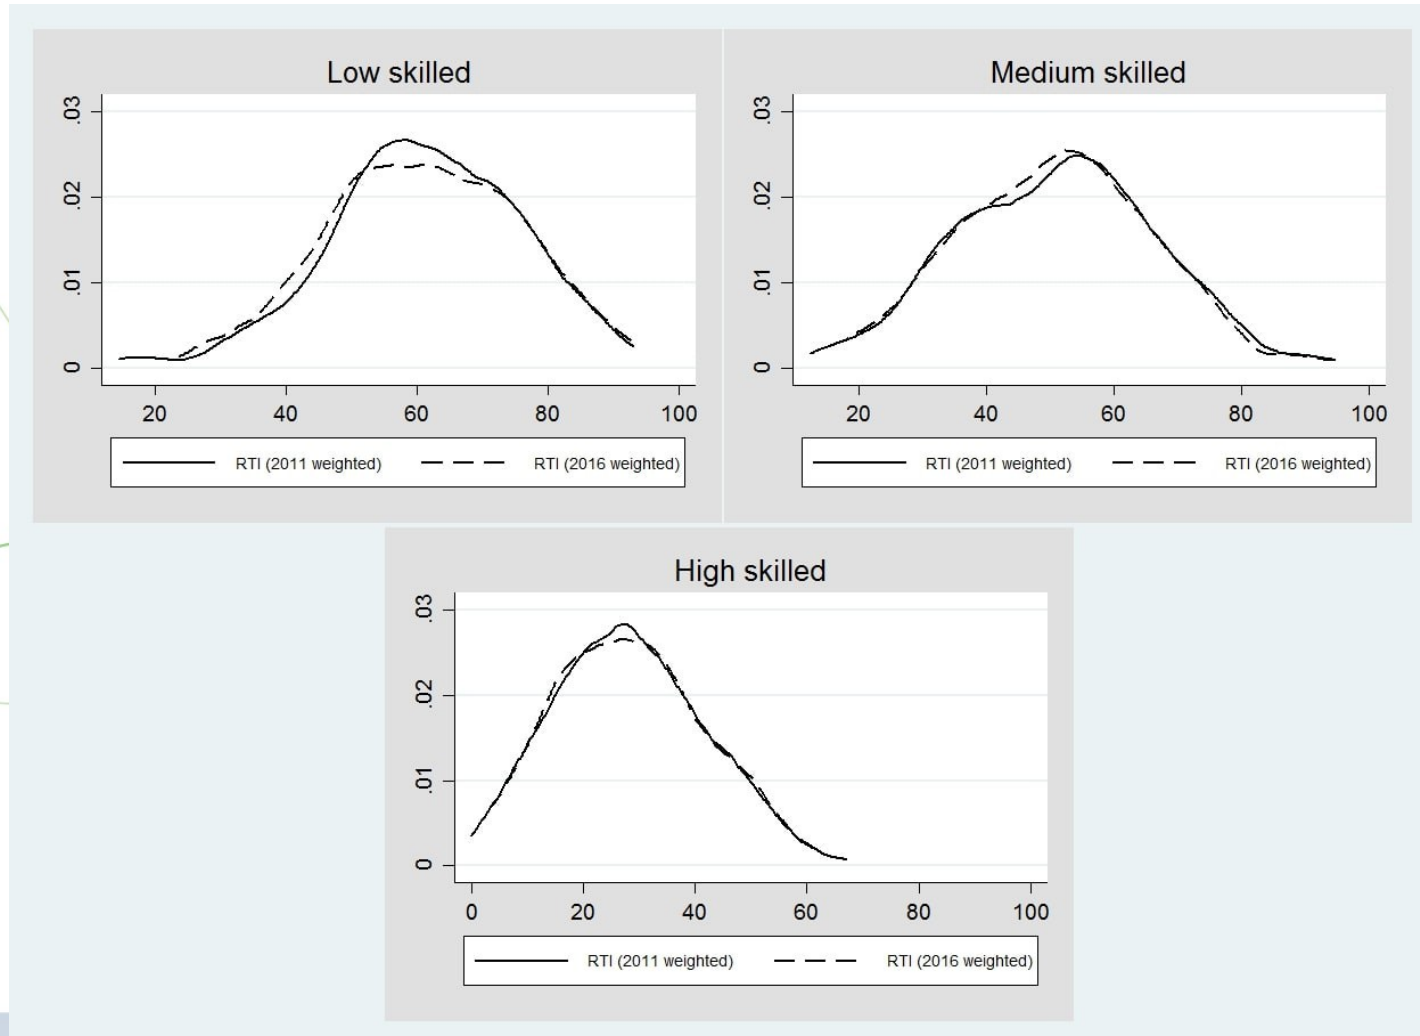 Low skilled
.03
.02
.01
0
20 40 60 80 100
RTI (2011 weighted) RTI (2016 weighted)
Medium skilled
.03
.02
.01
0
20 40 60 80 100
RTI (2011 weighted) RTI (2016 weighted)
High skilled
.03
.02
.01
0
0 20 40 60 80 100
RTI (2011 weighted) RTI (2016 weighted)